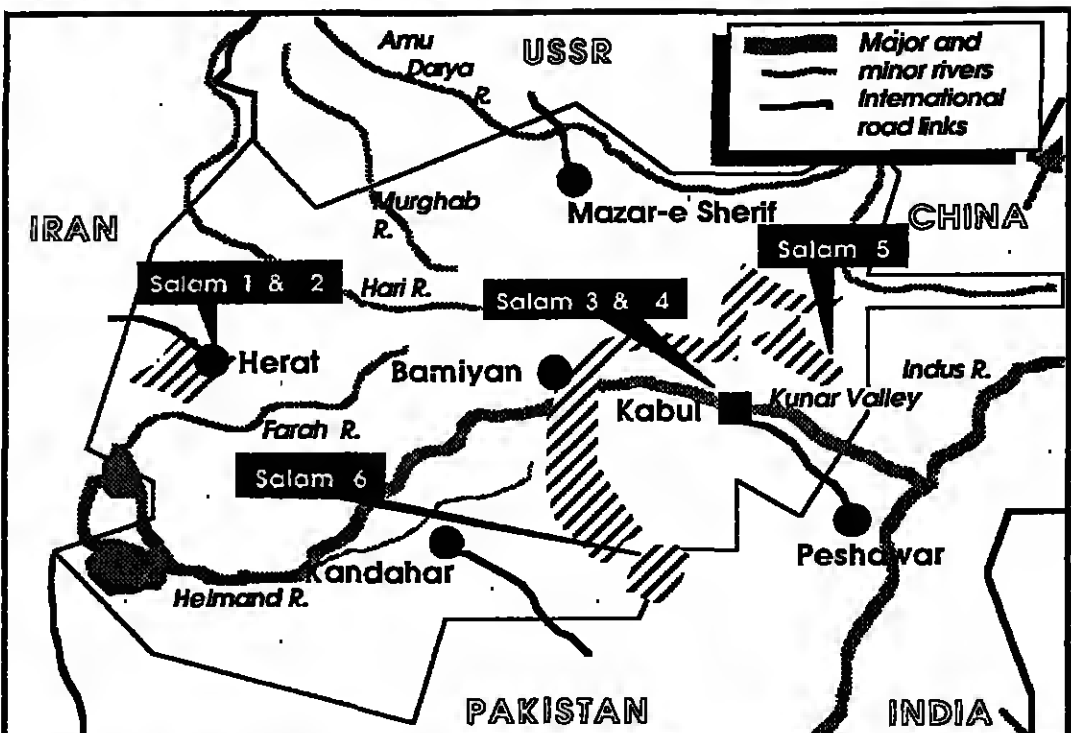 Amu
Darya
R.
USSR
Major and
minor rivers
International
road links
Murghab
R.
Mazar-e Sherif
IRAN
CHINA
Salam 5
Salam 1 & 2
Hari R.
Salam 3 & 4
Herat
Bamiyan
Indus R.
Kabul
Kunar Valley
Farah R.
Salam 6
Kandahar
Peshawar
Helmand R.
PAKISTAN
INDIA